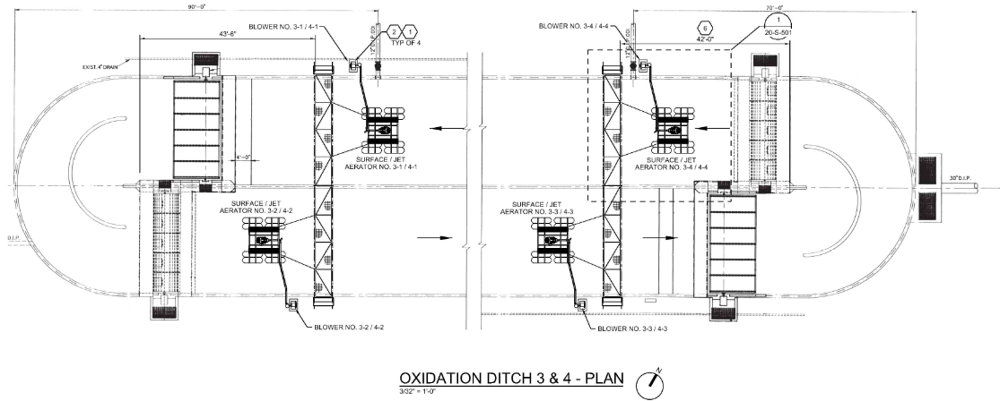 90'-0"
70'-0"
BLOWER NO. 3-1 / 4-1
2
1
TYP OF 4
BLOWER NO. 3-4 / 4-4
6
42'-0"
1
20-S-501
43'-6"
EXIST. 4" DRAIN
SURFACE / JET
AERATOR NO. 3-1 / 4-1
SURFACE / JET
AERATOR NO. 3-4 / 4-4
4'-0"
30" D.I.P.
SURFACE / JET
AERATOR NO. 3-2 / 4-2
SURFACE / JET
AERATOR NO. 3-3 / 4-3
D.I.P.
BLOWER NO. 3-2 / 4-2
BLOWER NO. 3-3 / 4-3
OXIDATION DITCH 3 & 4 - PLAN
3/32" = 1'-0"
N